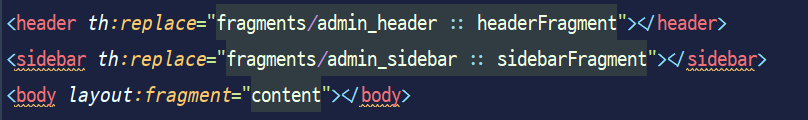 <header th:replace="fragments/admin_header :: headerFragment"></header>
<sidebar th:replace="fragments/admin_sidebar :: sidebarFragment"></sidebar>
<body layout:fragment="content"></body>